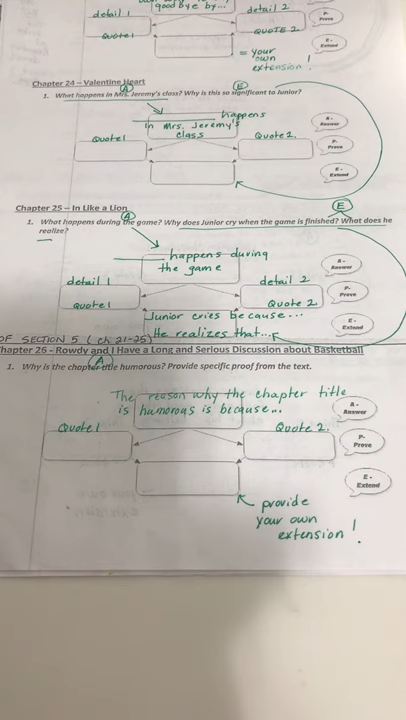 good bye by..."
detail 1
detail 2
P-
Prove
Quote 1
QUOTE 2
E -
Extend
= your
own
extension!
Chapter 24 – Valentine Heart
(A)
(E)
1. What happens in Mrs. Jeremy's class? Why is this so significant to Junior?
______ happens
in Mrs. Jeremy's
class
A -
Answer
Quote 1
Quote 2.
P-
Prove
E -
Extend
Chapter 25 – In Like a Lion
(A)
(E)
1. What happens during the game? Why does Junior cry when the game is finished? What does he
realize?
______ happens during
the game
A -
Answer
detail 1
detail 2
P-
Prove
Quote 1
Quote 2
Junior cries because...
E -
Extend
He realizes that...
OF SECTION 5 ( ch 21-25)
Chapter 26 - Rowdy and I Have a Long and Serious Discussion about Basketball
(A)
1. Why is the chapter title humorous? Provide specific proof from the text.
The reason why the chapter title
is humorous is because...
A -
Answer
Quote 1
Quote 2.
P-
Prove
E -
Extend
provide
your own
extension!